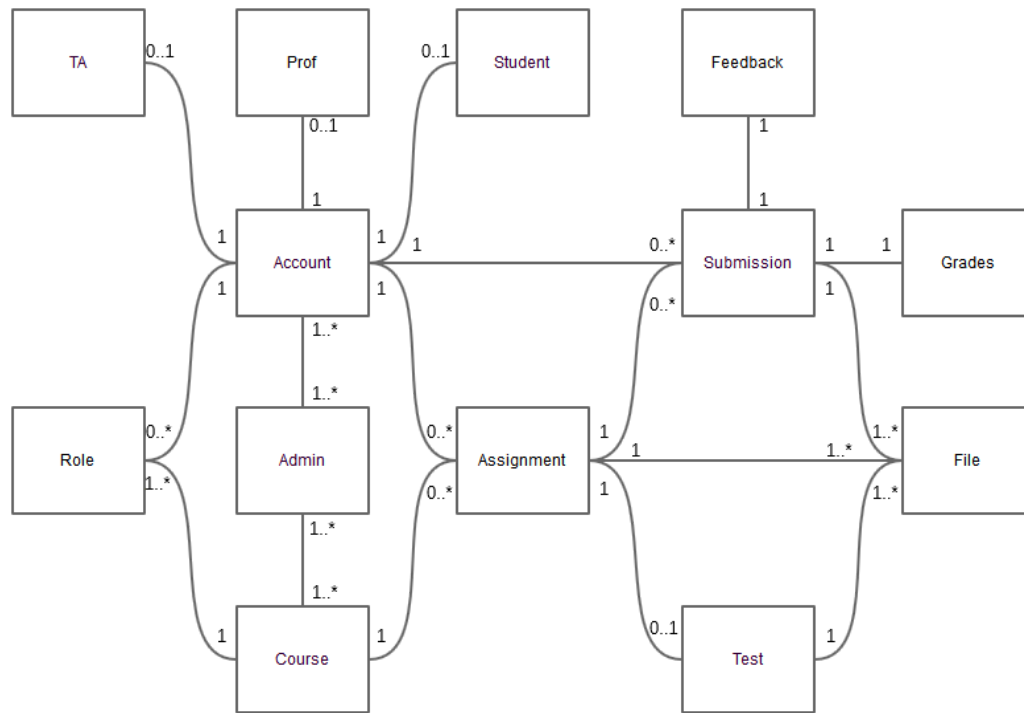 TA
0..1
Prof
0..1
0..1
Student
Feedback
1
1
1
1
Account
1
1
1
1
1..*
0..*
0..*
Submission
1
1
1
Grades
0..*
1..*
Role
1..*
Admin
1..*
0..*
0..*
Assignment
1
1
1
1..*
1..*
1..*
File
1..*
1
Course
1
0..1
Test
1